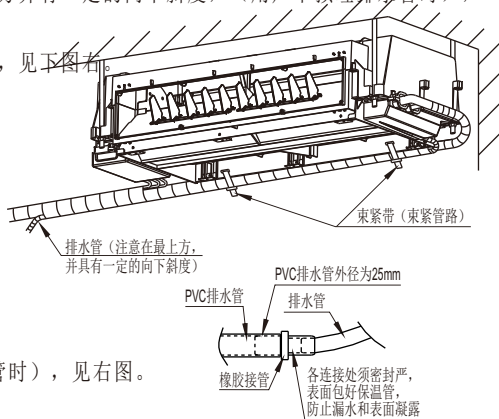 ，见下图右
束紧带（束紧管路）
排水管（注意在最上方，
并具有一定的向下斜度）
PVC排水管外径为25mm
PVC排水管
排水管
橡胶接管
各连接处须密封严，
表面包好保温管，
防止漏水和表面凝露
管时），见右图。